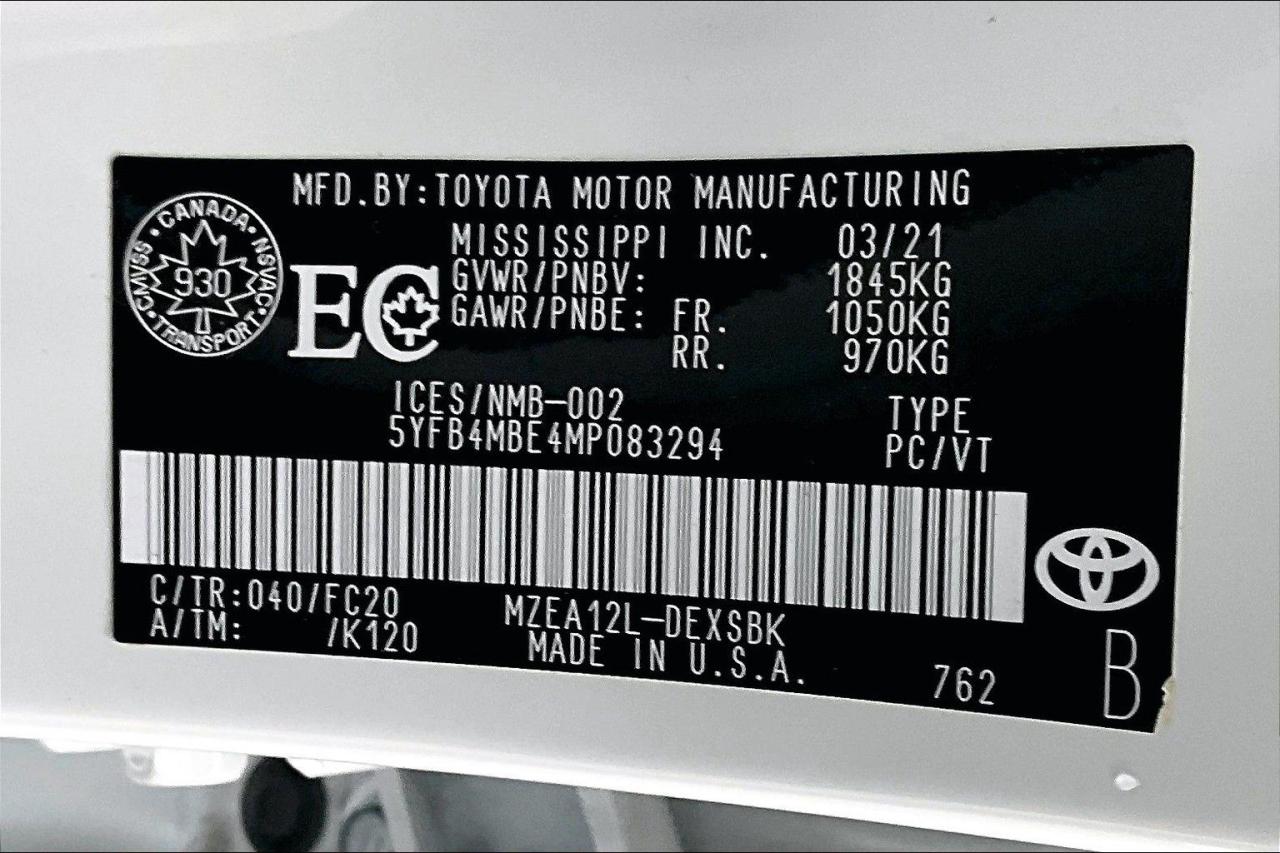 MFD.BY:TOYOTA MOTOR MANUFACTURING
MISSISSIPPI INC. 03/21
CANADA · NSVAC · TRANSPORT · CMVSS
930
EC
GVWR/PNBV: 1845KG
GAWR/PNBE: FR. 1050KG
RR. 970KG
ICES/NMB-002
TYPE
5YFB4MBE4MP083294
PC/VT
C/TR:040/FC20
A/TM: /K120
MZEA12L-DEXSBK
MADE IN U.S.A.
762
B